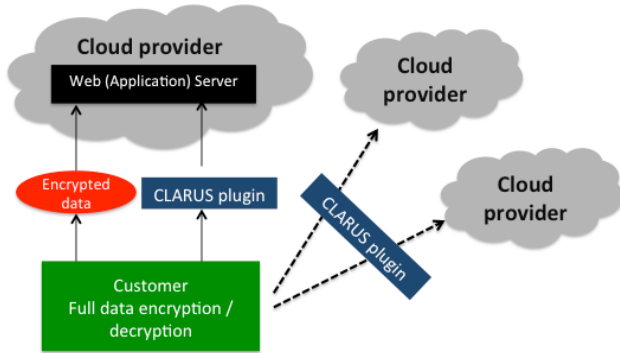 Cloud provider
Web (Application) Server
Cloud
provider
Cloud
provider
Encrypted
data
CLARUS plugin
CLARUS plugin
Customer
Full data encryption /
decryption